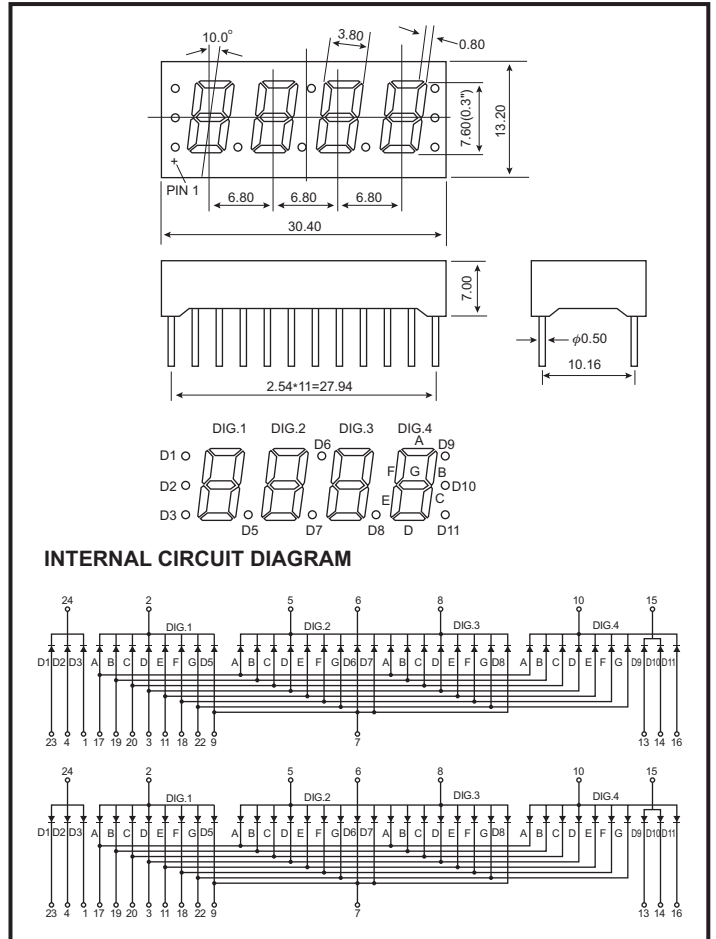 10.0°
3.80
0.80
7.60(0.3")
13.20
+
PIN 1
6.80 6.80 6.80
30.40
7.00
φ0.50
2.54*11=27.94
10.16
DIG.1 DIG.2 DIG.3 DIG.4
D1 D6 A D9
D2 F G B D10
D3 E C
D5 D7 D8 D D11
INTERNAL CIRCUIT DIAGRAM
24 2 5 6 8 10 15
DIG.1 DIG.2 DIG.3 DIG.4
D1 D2 D3 A B C D E F G D5 A B C D E F G D6 D7 A B C D E F G D8 A B C D E F G D9 D10 D11
23 4 1 17 19 20 3 11 18 22 9 7 13 14 16
24 2 5 6 8 10 15
DIG.1 DIG.2 DIG.3 DIG.4
D1 D2 D3 A B C D E F G D5 A B C D E F G D6 D7 A B C D E F G D8 A B C D E F G D9 D10 D11
23 4 1 17 19 20 3 11 18 22 9 7 13 14 16